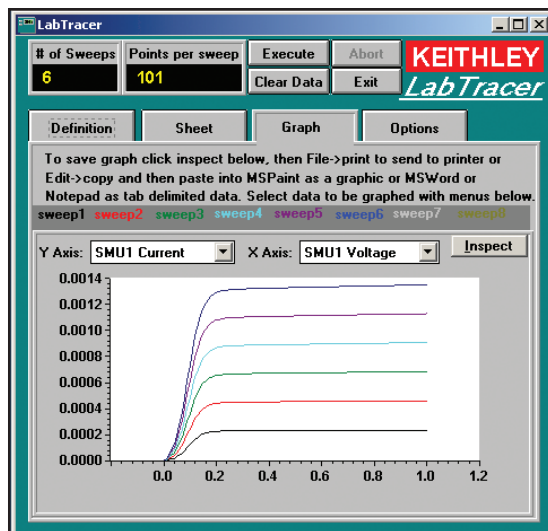 LabTracer
# of Sweeps
6
Points per sweep
101
Execute
Abort
Clear Data
Exit
KEITHLEY
LabTracer
Definition
Sheet
Graph
Options
To save graph click inspect below, then File->print to send to printer or
Edit->copy and then paste into MSPaint as a graphic or MSWord or
Notepad as tab delimited data. Select data to be graphed with menus below.
sweep1 sweep2 sweep3 sweep4 sweep5 sweep6 sweep7 sweep8
Y Axis: SMU1 Current X Axis: SMU1 Voltage Inspect
0.0014
0.0012
0.0010
0.0008
0.0006
0.0004
0.0002
0.0000
0.0 0.2 0.4 0.6 0.8 1.0 1.2